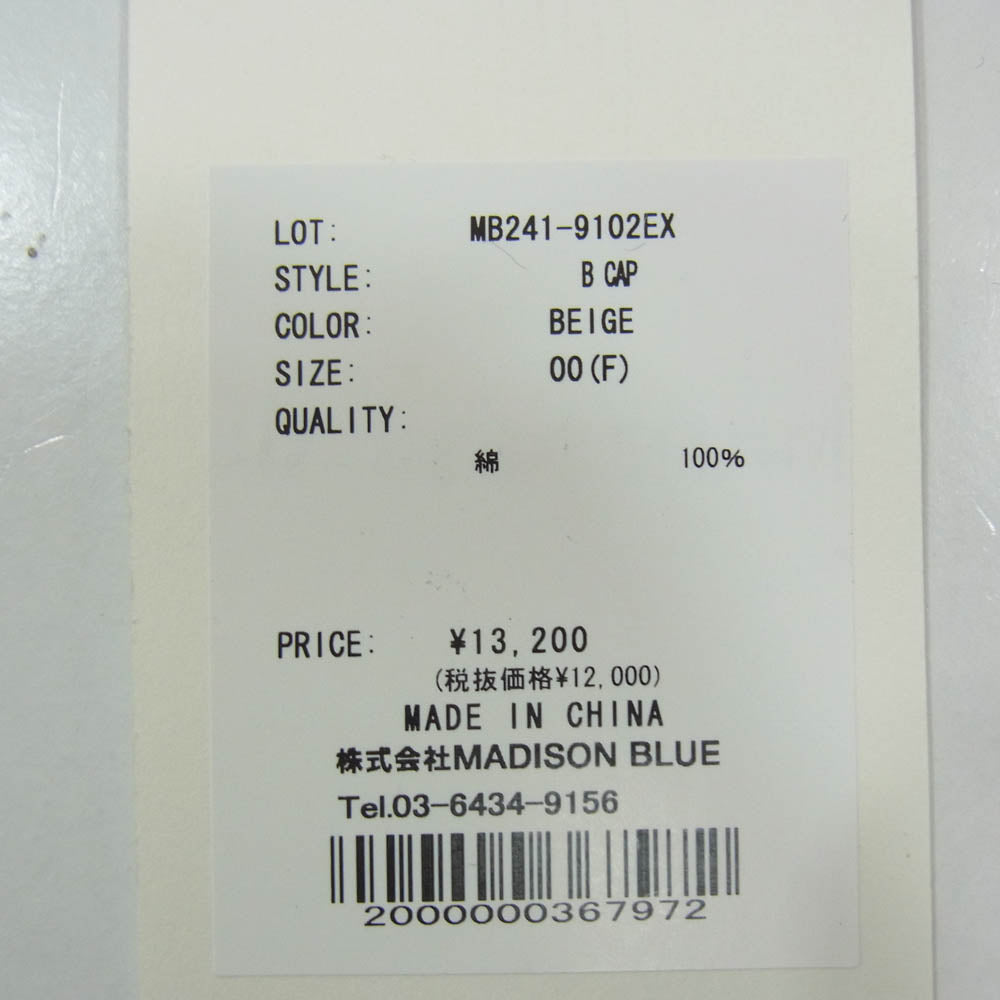 LOT: MB241-9102EX
STYLE: B CAP
COLOR: BEIGE
SIZE: 00(F)
QUALITY:
綿 100%
PRICE: ¥13,200
(税抜価格¥12,000)
MADE IN CHINA
株式会社MADISON BLUE
Tel.03-6434-9156
2000000367972